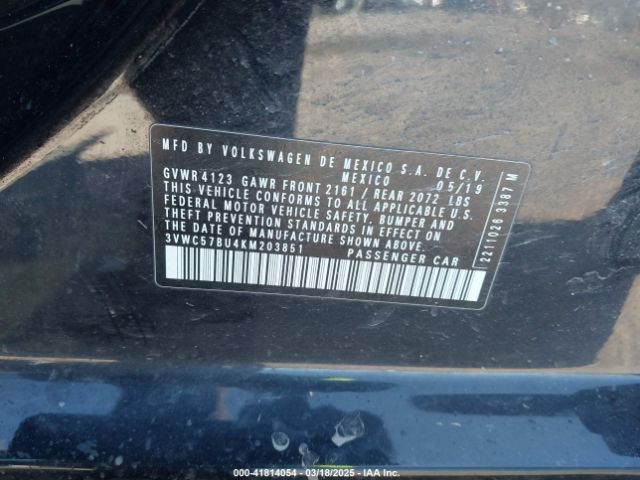 MFD BY VOLKSWAGEN DE MEXICO S.A. DE C.V.
MEXICO 05/19
GVWR 4123 GAWR FRONT 2161 / REAR 2072 LBS
THIS VEHICLE CONFORMS TO ALL APPLICABLE U.S.
FEDERAL MOTOR VEHICLE SAFETY, BUMPER AND
THEFT PREVENTION STANDARDS IN EFFECT
ON DATE OF MANUFACTURE SHOWN ABOVE.
3VWC57BU4KM203851 PASSENGER CAR
2211026 3387 M
000-41814054 - 03/18/2025 - IAA Inc.